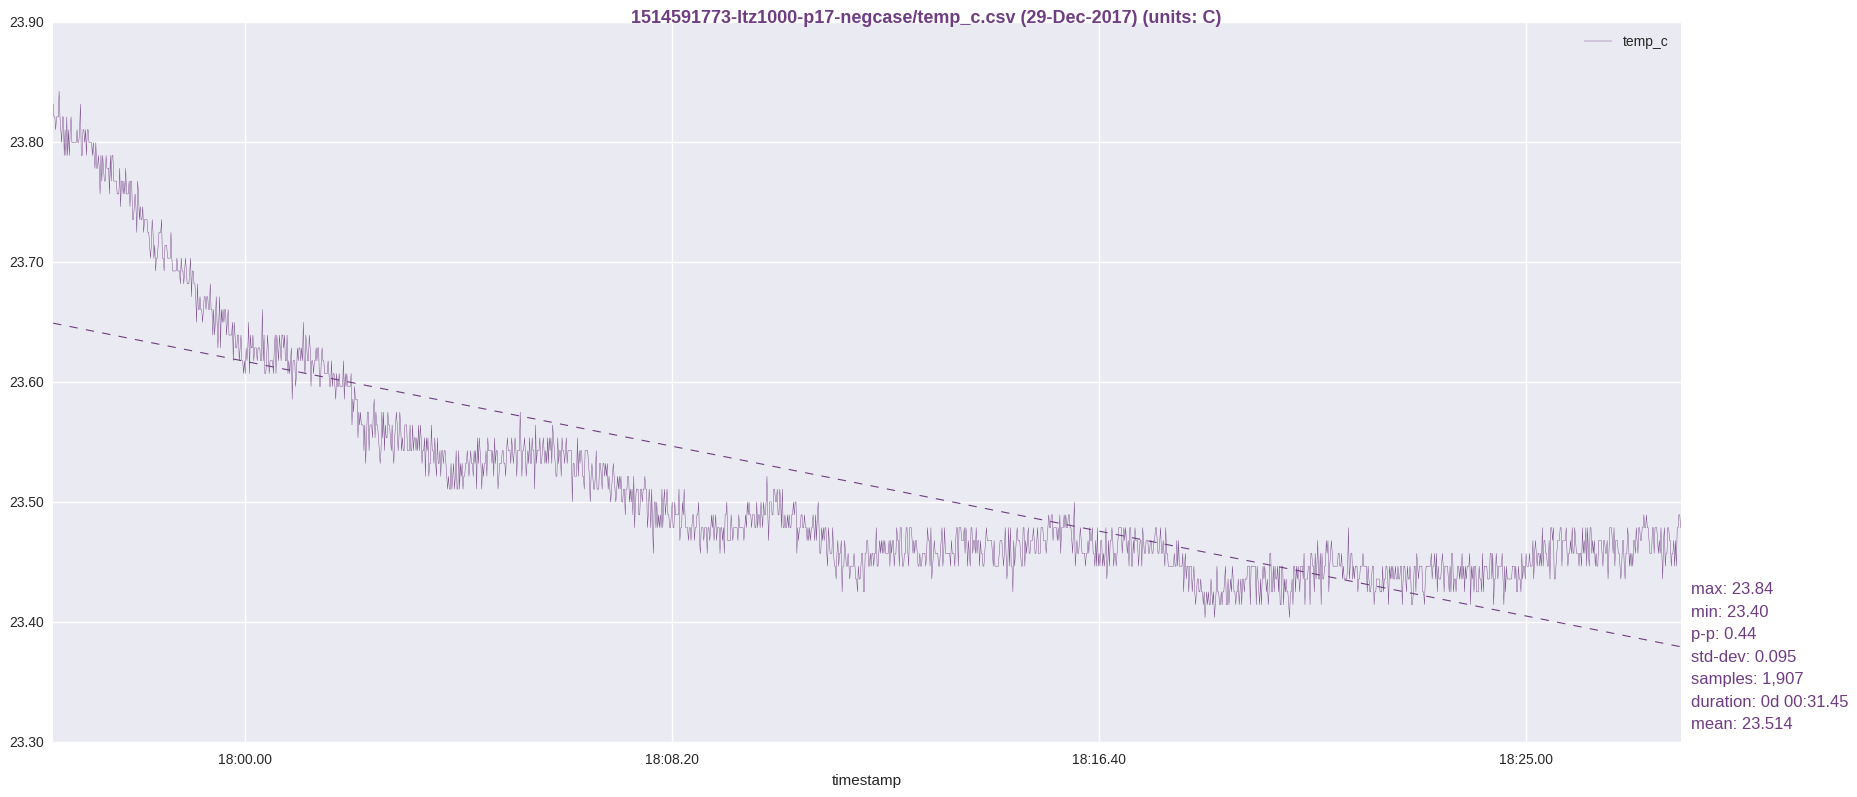 1514591773-ltz1000-p17-negcase/temp_c.csv (29-Dec-2017) (units: C)
temp_c
23.90
23.80
23.70
23.60
23.50
23.40
23.30
max: 23.84
min: 23.40
p-p: 0.44
std-dev: 0.095
samples: 1,907
duration: 0d 00:31.45
mean: 23.514
18:00.00
18:08.20
18:16.40
18:25.00
timestamp